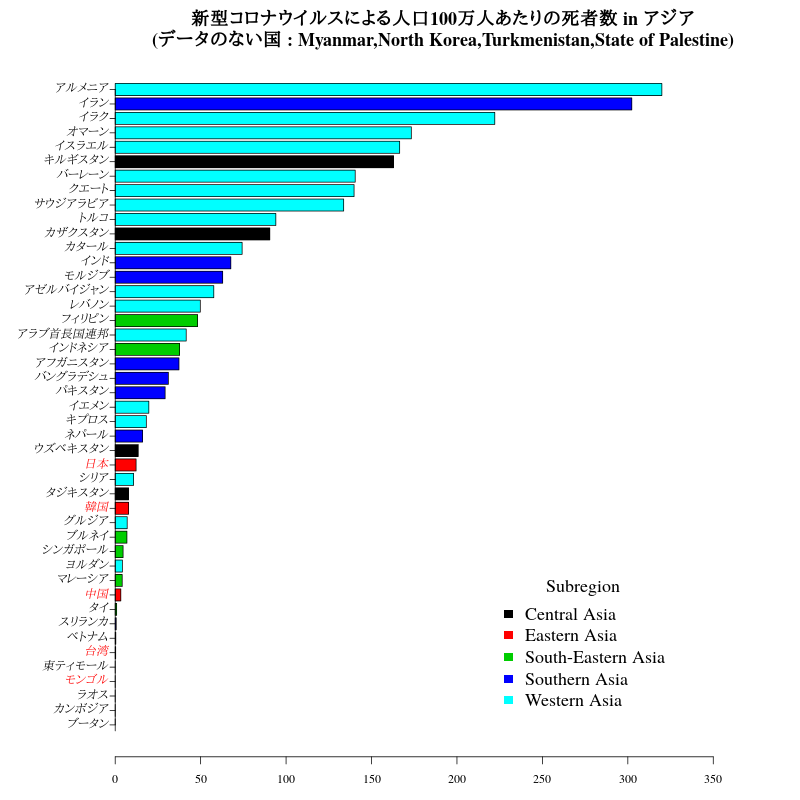 新型コロナウイルスによる人口100万人あたりの死者数 in アジア
(データのない国 : Myanmar,North Korea,Turkmenistan,State of Palestine)
アルメニア
イラン
イラク
オマーン
イスラエル
キルギスタン
バーレーン
クエート
サウジアラビア
トルコ
カザクスタン
カタール
インド
モルジブ
アゼルバイジャン
レバノン
フィリピン
アラブ首長国連邦
インドネシア
アフガニスタン
バングラデシュ
パキスタン
イエメン
キプロス
ネパール
ウズベキスタン
日本
シリア
タジキスタン
韓国
グルジア
ブルネイ
シンガポール
ヨルダン
マレーシア
中国
タイ
スリランカ
ベトナム
台湾
東ティモール
モンゴル
ラオス
カンボジア
ブータン
Subregion
Central Asia
Eastern Asia
South-Eastern Asia
Southern Asia
Western Asia
0 50 100 150 200 250 300 350